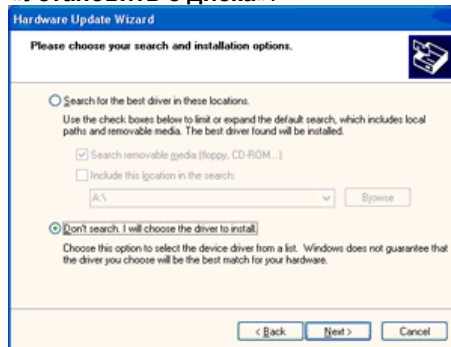 «Установить с диска».
Hardware Update Wizard
Please choose your search and installation options.
Search for the best driver in these locations.
Use the check boxes below to limit or expand the default search, which includes local
paths and removable media. The best driver found will be installed.
Search removable media (floppy, CD-ROM...)
Include this location in the search:
A:\
Browse
Don't search. I will choose the driver to install.
Choose this option to select the device driver from a list. Windows does not guarantee that
the driver you choose will be the best match for your hardware.
< Back Next > Cancel